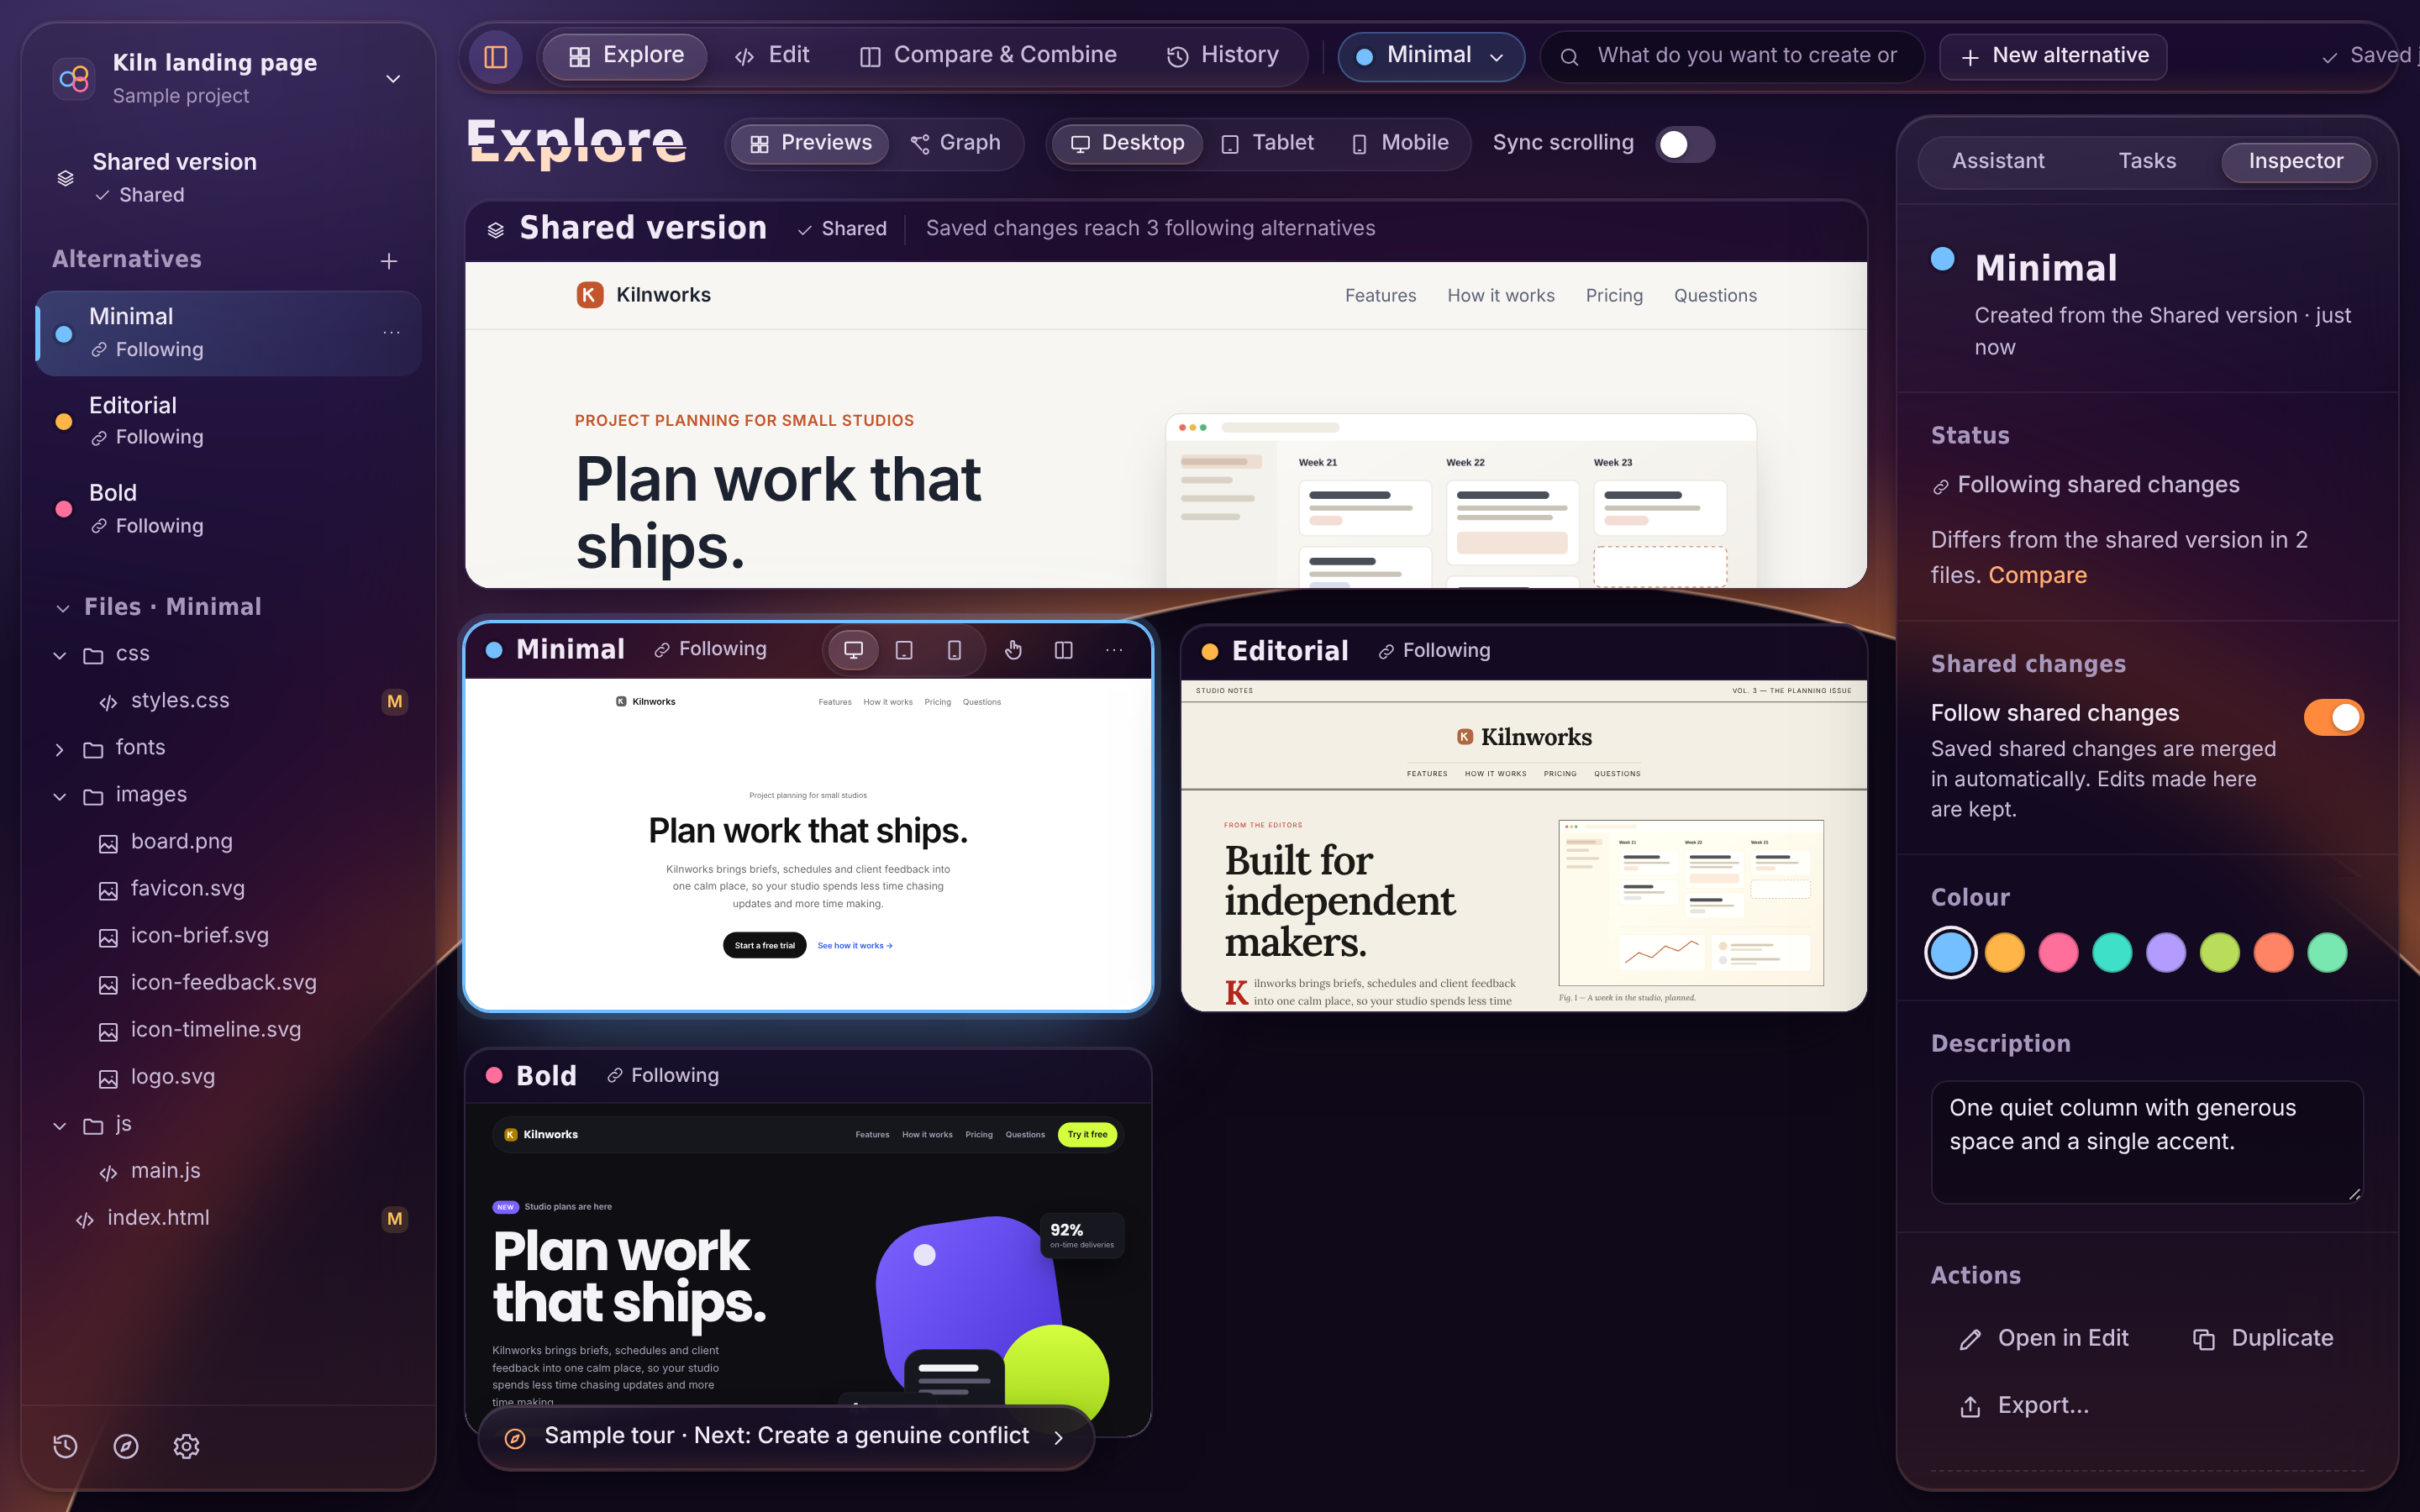 Kiln landing page
Sample project
Shared version
Shared
Alternatives
Minimal
Following
Editorial
Following
Bold
Following
Files · Minimal
css
styles.css M
fonts
images
board.png
favicon.svg
icon-brief.svg
icon-feedback.svg
icon-timeline.svg
logo.svg
js
main.js
index.html M
Explore Edit Compare & Combine History Minimal What do you want to create or New alternative Saved
Explore Previews Graph Desktop Tablet Mobile Sync scrolling
Shared version Shared Saved changes reach 3 following alternatives
K Kilnworks Features How it works Pricing Questions
PROJECT PLANNING FOR SMALL STUDIOS
Plan work that
ships.
Week 21 Week 22 Week 23
Minimal Following
K Kilnworks Features How it works Pricing Questions
Project planning for small studios
Plan work that ships.
Kilnworks brings briefs, schedules and client feedback into
one calm place, so your studio spends less time chasing
updates and more time making.
Start a free trial See how it works →
Editorial Following
STUDIO NOTES VOL. 3 — THE PLANNING ISSUE
K Kilnworks
FEATURES HOW IT WORKS PRICING QUESTIONS
FROM THE EDITORS
Built for
independent
makers.
Kilnworks brings briefs, schedules and client feedback
into one calm place, so your studio spends less time
Week 21 Week 22 Week 23
Fig. 1 — A week in the studio, planned.
Bold Following
K Kilnworks Features How it works Pricing Questions Try it free
NEW Studio plans are here
Plan work
that ships.
Kilnworks brings briefs, schedules and client
feedback into one calm place, so your studio
spends less time chasing updates and more
time making.
92%
on-time deliveries
Sample tour · Next: Create a genuine conflict
Assistant Tasks Inspector
Minimal
Created from the Shared version · just
now
Status
Following shared changes
Differs from the shared version in 2
files. Compare
Shared changes
Follow shared changes
Saved shared changes are merged
in automatically. Edits made here
are kept.
Colour
Description
One quiet column with generous
space and a single accent.
Actions
Open in Edit Duplicate
Export...